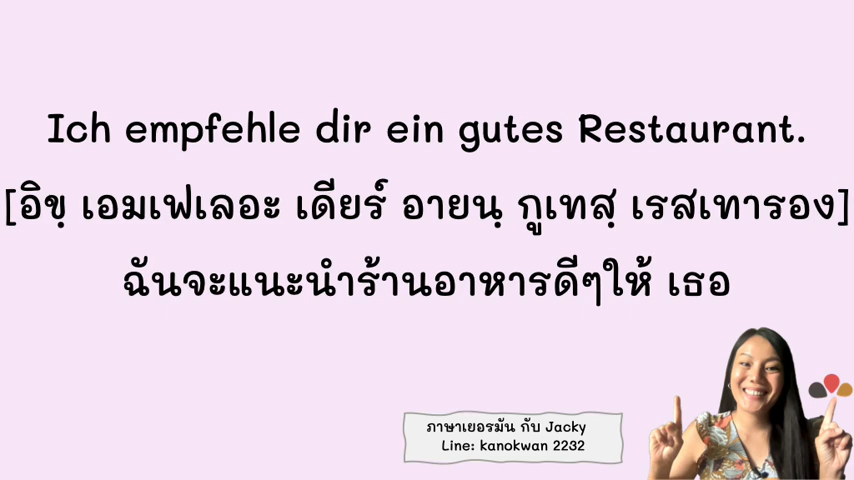 Ich empfehle dir ein gutes Restaurant.
[อิขฺ เอมเฟเลอะ เดียร์ อายนฺ กูเทสฺ เรสเทารอง]
ฉันจะแนะนำร้านอาหารดีๆให้ เธอ
ภาษาเยอรมัน กับ Jacky
Line: kanokwan 2232